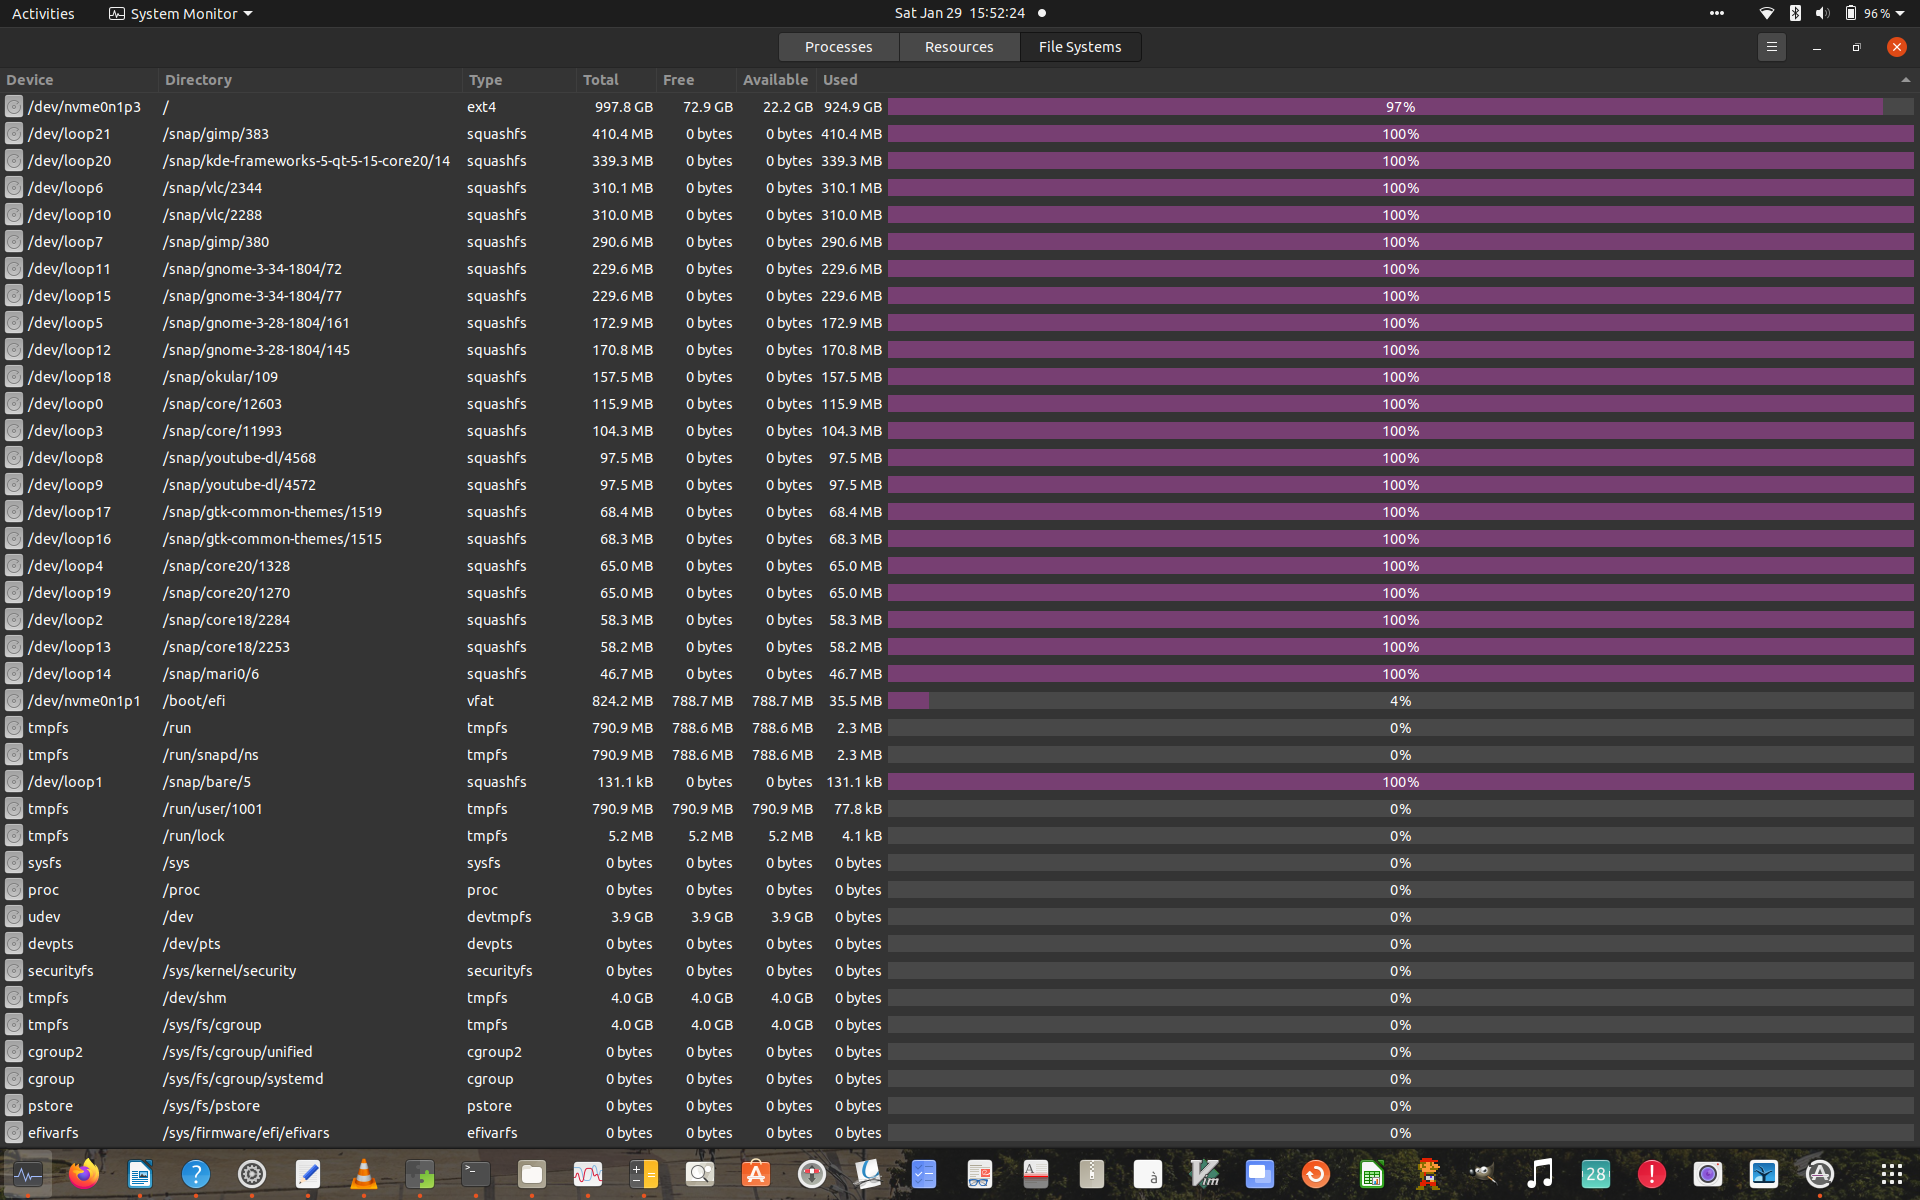 Activities System Monitor Sat Jan 29 15:52:24 96 %
Processes Resources File Systems
Device Directory Type Total Free Available Used
/dev/nvme0n1p3 / ext4 997.8 GB 72.9 GB 22.2 GB 924.9 GB 97%
/dev/loop21 /snap/gimp/383 squashfs 410.4 MB 0 bytes 0 bytes 410.4 MB 100%
/dev/loop20 /snap/kde-frameworks-5-qt-5-15-core20/14 squashfs 339.3 MB 0 bytes 0 bytes 339.3 MB 100%
/dev/loop6 /snap/vlc/2344 squashfs 310.1 MB 0 bytes 0 bytes 310.1 MB 100%
/dev/loop10 /snap/vlc/2288 squashfs 310.0 MB 0 bytes 0 bytes 310.0 MB 100%
/dev/loop7 /snap/gimp/380 squashfs 290.6 MB 0 bytes 0 bytes 290.6 MB 100%
/dev/loop11 /snap/gnome-3-34-1804/72 squashfs 229.6 MB 0 bytes 0 bytes 229.6 MB 100%
/dev/loop15 /snap/gnome-3-34-1804/77 squashfs 229.6 MB 0 bytes 0 bytes 229.6 MB 100%
/dev/loop5 /snap/gnome-3-28-1804/161 squashfs 172.9 MB 0 bytes 0 bytes 172.9 MB 100%
/dev/loop12 /snap/gnome-3-28-1804/145 squashfs 170.8 MB 0 bytes 0 bytes 170.8 MB 100%
/dev/loop18 /snap/okular/109 squashfs 157.5 MB 0 bytes 0 bytes 157.5 MB 100%
/dev/loop0 /snap/core/12603 squashfs 115.9 MB 0 bytes 0 bytes 115.9 MB 100%
/dev/loop3 /snap/core/11993 squashfs 104.3 MB 0 bytes 0 bytes 104.3 MB 100%
/dev/loop8 /snap/youtube-dl/4568 squashfs 97.5 MB 0 bytes 0 bytes 97.5 MB 100%
/dev/loop9 /snap/youtube-dl/4572 squashfs 97.5 MB 0 bytes 0 bytes 97.5 MB 100%
/dev/loop17 /snap/gtk-common-themes/1519 squashfs 68.4 MB 0 bytes 0 bytes 68.4 MB 100%
/dev/loop16 /snap/gtk-common-themes/1515 squashfs 68.3 MB 0 bytes 0 bytes 68.3 MB 100%
/dev/loop4 /snap/core20/1328 squashfs 65.0 MB 0 bytes 0 bytes 65.0 MB 100%
/dev/loop19 /snap/core20/1270 squashfs 65.0 MB 0 bytes 0 bytes 65.0 MB 100%
/dev/loop2 /snap/core18/2284 squashfs 58.3 MB 0 bytes 0 bytes 58.3 MB 100%
/dev/loop13 /snap/core18/2253 squashfs 58.2 MB 0 bytes 0 bytes 58.2 MB 100%
/dev/loop14 /snap/mari0/6 squashfs 46.7 MB 0 bytes 0 bytes 46.7 MB 100%
/dev/nvme0n1p1 /boot/efi vfat 824.2 MB 788.7 MB 788.7 MB 35.5 MB 4%
tmpfs /run tmpfs 790.9 MB 788.6 MB 788.6 MB 2.3 MB 0%
tmpfs /run/snapd/ns tmpfs 790.9 MB 788.6 MB 788.6 MB 2.3 MB 0%
/dev/loop1 /snap/bare/5 squashfs 131.1 kB 0 bytes 0 bytes 131.1 kB 100%
tmpfs /run/user/1001 tmpfs 790.9 MB 790.9 MB 790.9 MB 77.8 kB 0%
tmpfs /run/lock tmpfs 5.2 MB 5.2 MB 5.2 MB 4.1 kB 0%
sysfs /sys sysfs 0 bytes 0 bytes 0 bytes 0 bytes 0%
proc /proc proc 0 bytes 0 bytes 0 bytes 0 bytes 0%
udev /dev devtmpfs 3.9 GB 3.9 GB 3.9 GB 0 bytes 0%
devpts /dev/pts devpts 0 bytes 0 bytes 0 bytes 0 bytes 0%
securityfs /sys/kernel/security securityfs 0 bytes 0 bytes 0 bytes 0 bytes 0%
tmpfs /dev/shm tmpfs 4.0 GB 4.0 GB 4.0 GB 0 bytes 0%
tmpfs /sys/fs/cgroup tmpfs 4.0 GB 4.0 GB 4.0 GB 0 bytes 0%
cgroup2 /sys/fs/cgroup/unified cgroup2 0 bytes 0 bytes 0 bytes 0 bytes 0%
cgroup /sys/fs/cgroup/systemd cgroup 0 bytes 0 bytes 0 bytes 0 bytes 0%
pstore /sys/fs/pstore pstore 0 bytes 0 bytes 0 bytes 0 bytes 0%
efivarfs /sys/firmware/efi/efivars efivarfs 0 bytes 0 bytes 0 bytes 0 bytes 0%
? >_ A A à Vim 28 ! A